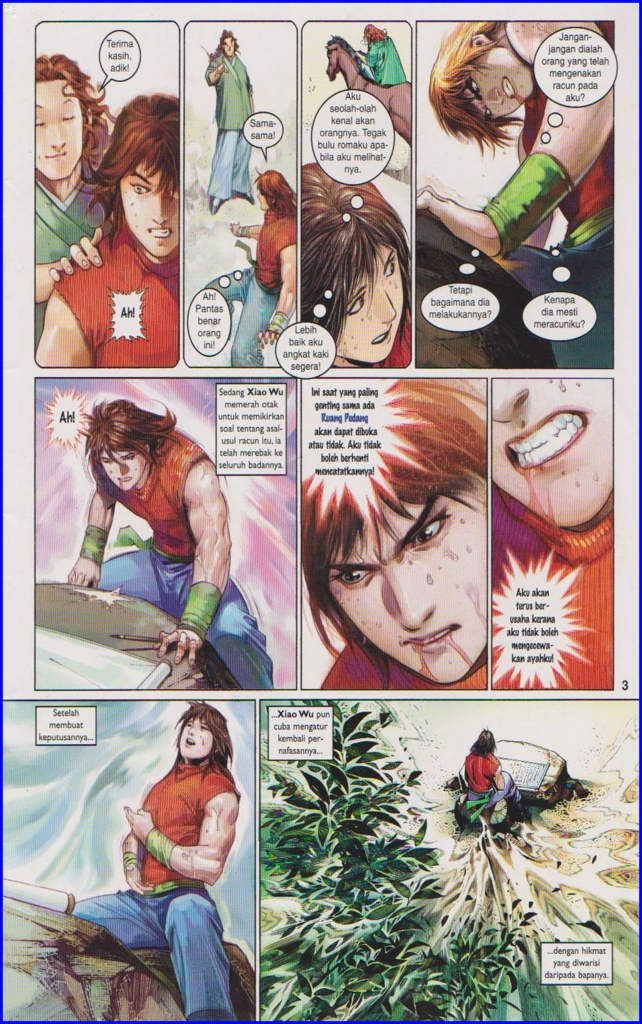 Terima
kasih,
adik!
Ah!
Sama-
sama!
Ah!
Pantas
benar
orang
ini!
Aku
seolah-olah
kenal akan
orangnya. Tegak
bulu romaku apa-
bila aku melihat-
nya.
Lebih
baik aku
angkat kaki
segera!
Jangan-
jangan dialah
orang yang telah
mengenakan
racun pada
aku?
Tetapi
bagaimana dia
melakukannya?
Kenapa
dia mesti
meracuniku?
Ah!
Sedang Xiao Wu
memerah otak
untuk memikirkan
soal tentang asal-
usul racun itu, ia
telah merebak ke
seluruh badannya.
Ini saat yang paling
genting sama ada
Ruang Pedang
akan dapat dibuka
atau tidak. Aku tidak
boleh berhenti
mencatatkannya!
Aku akan
terus ber-
usaha kerana
aku tidak boleh
mengecewa-
kan ayahku!
3
Setelah
membuat
keputusannya...
...Xiao Wu pun
cuba mengatur
kembali per-
nafasannya...
...dengan hikmat
yang diwarisi
daripada bapanya.